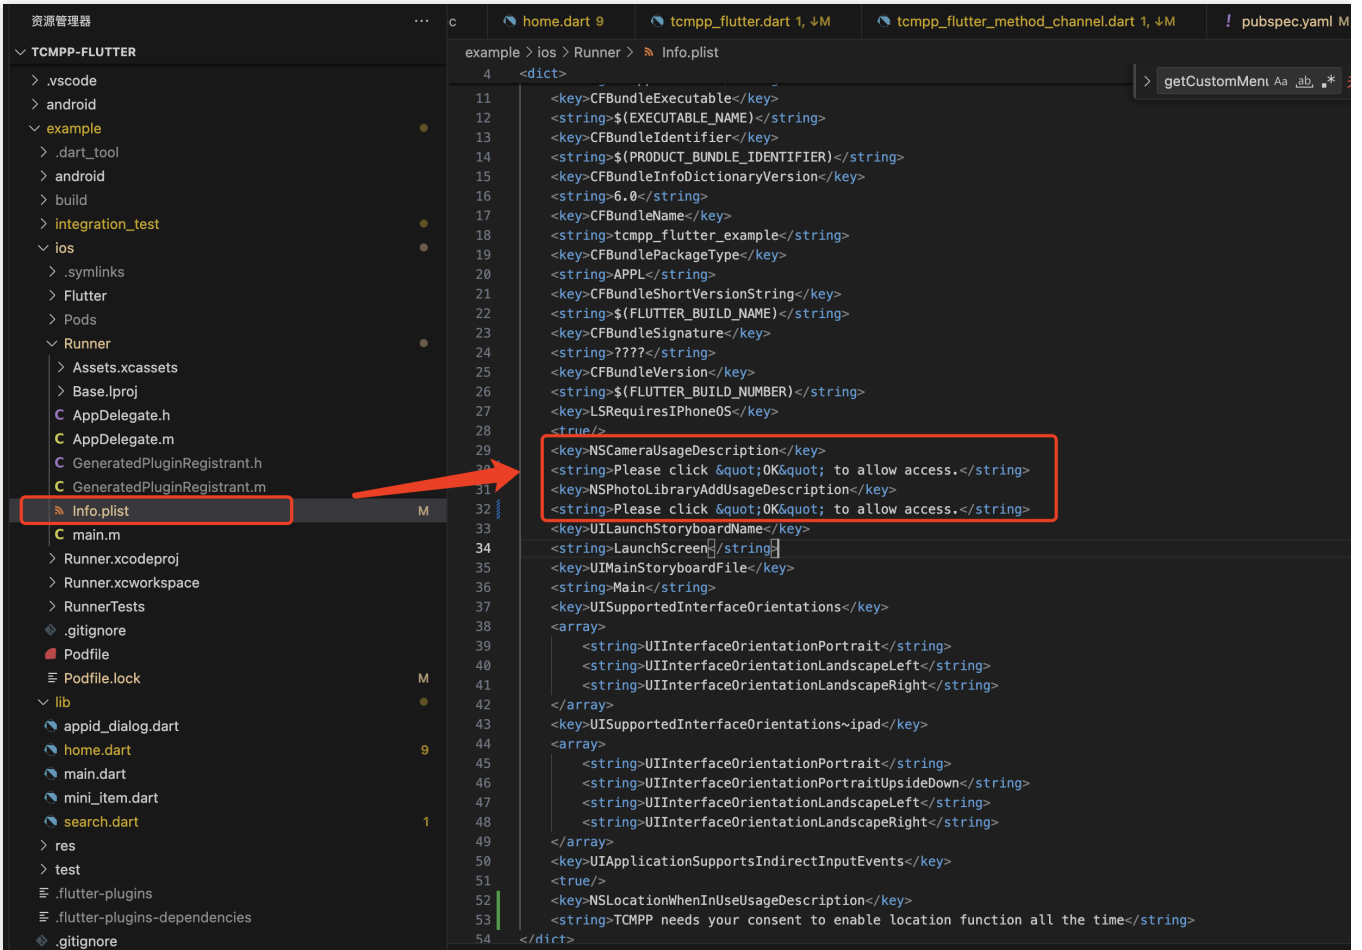 资源管理器
TCMPP-FLUTTER
.vscode
android
example
.dart_tool
android
build
integration_test
ios
.symlinks
Flutter
Pods
Runner
Assets.xcassets
Base.lproj
C AppDelegate.h
C AppDelegate.m
C GeneratedPluginRegistrant.h
C GeneratedPluginRegistrant.m
Info.plist M
C main.m
Runner.xcodeproj
Runner.xcworkspace
RunnerTests
.gitignore
Podfile
Podfile.lock M
lib
appid_dialog.dart
home.dart 9
main.dart
mini_item.dart
search.dart 1
res
test
.flutter-plugins
.flutter-plugins-dependencies
.gitignore
c home.dart 9 tcmpp_flutter.dart 1, ↓M tcmpp_flutter_method_channel.dart 1, ↓M ! pubspec.yaml M
example > ios > Runner > Info.plist
getCustomMenu Aa ab .*
4 <dict>
11 <key>CFBundleExecutable</key>
12 <string>$(EXECUTABLE_NAME)</string>
13 <key>CFBundleIdentifier</key>
14 <string>$(PRODUCT_BUNDLE_IDENTIFIER)</string>
15 <key>CFBundleInfoDictionaryVersion</key>
16 <string>6.0</string>
17 <key>CFBundleName</key>
18 <string>tcmpp_flutter_example</string>
19 <key>CFBundlePackageType</key>
20 <string>APPL</string>
21 <key>CFBundleShortVersionString</key>
22 <string>$(FLUTTER_BUILD_NAME)</string>
23 <key>CFBundleSignature</key>
24 <string>????</string>
25 <key>CFBundleVersion</key>
26 <string>$(FLUTTER_BUILD_NUMBER)</string>
27 <key>LSRequiresIPhoneOS</key>
28 <true/>
29 <key>NSCameraUsageDescription</key>
30 <string>Please click &quot;OK&quot; to allow access.</string>
31 <key>NSPhotoLibraryAddUsageDescription</key>
32 <string>Please click &quot;OK&quot; to allow access.</string>
33 <key>UILaunchStoryboardName</key>
34 <string>LaunchScreen</string>
35 <key>UIMainStoryboardFile</key>
36 <string>Main</string>
37 <key>UISupportedInterfaceOrientations</key>
38 <array>
39 <string>UIInterfaceOrientationPortrait</string>
40 <string>UIInterfaceOrientationLandscapeLeft</string>
41 <string>UIInterfaceOrientationLandscapeRight</string>
42 </array>
43 <key>UISupportedInterfaceOrientations~ipad</key>
44 <array>
45 <string>UIInterfaceOrientationPortrait</string>
46 <string>UIInterfaceOrientationPortraitUpsideDown</string>
47 <string>UIInterfaceOrientationLandscapeLeft</string>
48 <string>UIInterfaceOrientationLandscapeRight</string>
49 </array>
50 <key>UIApplicationSupportsIndirectInputEvents</key>
51 <true/>
52 <key>NSLocationWhenInUseUsageDescription</key>
53 <string>TCMPP needs your consent to enable location function all the time</string>
54 </dict>